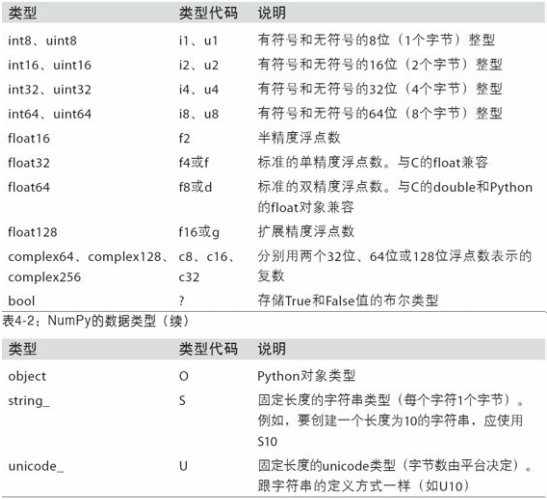 类型 类型代码 说明
int8、uint8 i1、u1 有符号和无符号的8位（1个字节）整型
int16、uint16 i2、u2 有符号和无符号的16位（2个字节）整型
int32、uint32 i4、u4 有符号和无符号的32位（4个字节）整型
int64、uint64 i8、u8 有符号和无符号的64位（8个字节）整型
float16 f2 半精度浮点数
float32 f4或f 标准的单精度浮点数。与C的float兼容
float64 f8或d 标准的双精度浮点数。与C的double和Python
的float对象兼容
float128 f16或g 扩展精度浮点数
complex64、complex128、 c8、c16、 分别用两个32位、64位或128位浮点数表示的
complex256 c32 复数
bool ? 存储True和False值的布尔类型
表4-2：NumPy的数据类型（续）
类型 类型代码 说明
object O Python对象类型
string_ S 固定长度的字符串类型（每个字符1个字节）。
例如，要创建一个长度为10的字符串，应使用
S10
unicode_ U 固定长度的unicode类型（字节数由平台决定）。
跟字符串的定义方式一样（如U10）